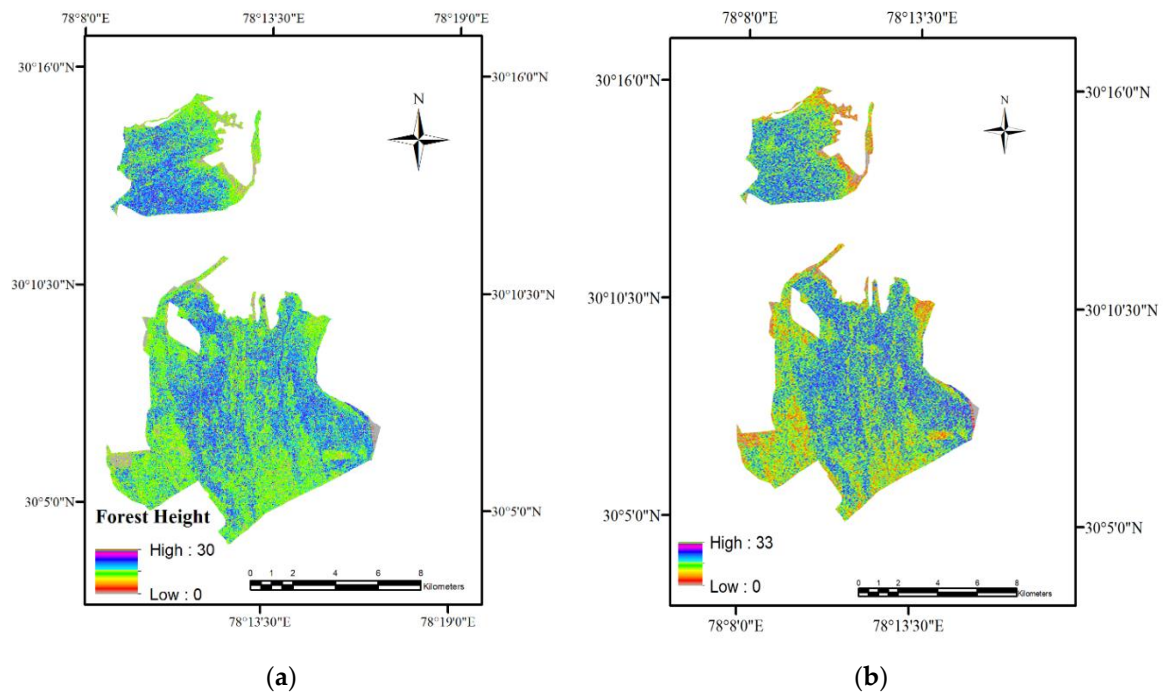 78°8'0"E 78°13'30"E 78°19'0"E
30°16'0"N 30°16'0"N
N
30°10'30"N 30°10'30"N
30°5'0"N 30°5'0"N
Forest Height
High : 30
Low : 0
0 1 2 4 6 8
Kilometers
78°13'30"E 78°19'0"E
(a)
78°8'0"E 78°13'30"E
30°16'0"N 30°16'0"N
N
30°10'30"N 30°10'30"N
30°5'0"N 30°5'0"N
High : 33
Low : 0
0 1 2 4 6 8
Kilometers
78°8'0"E 78°13'30"E
(b)